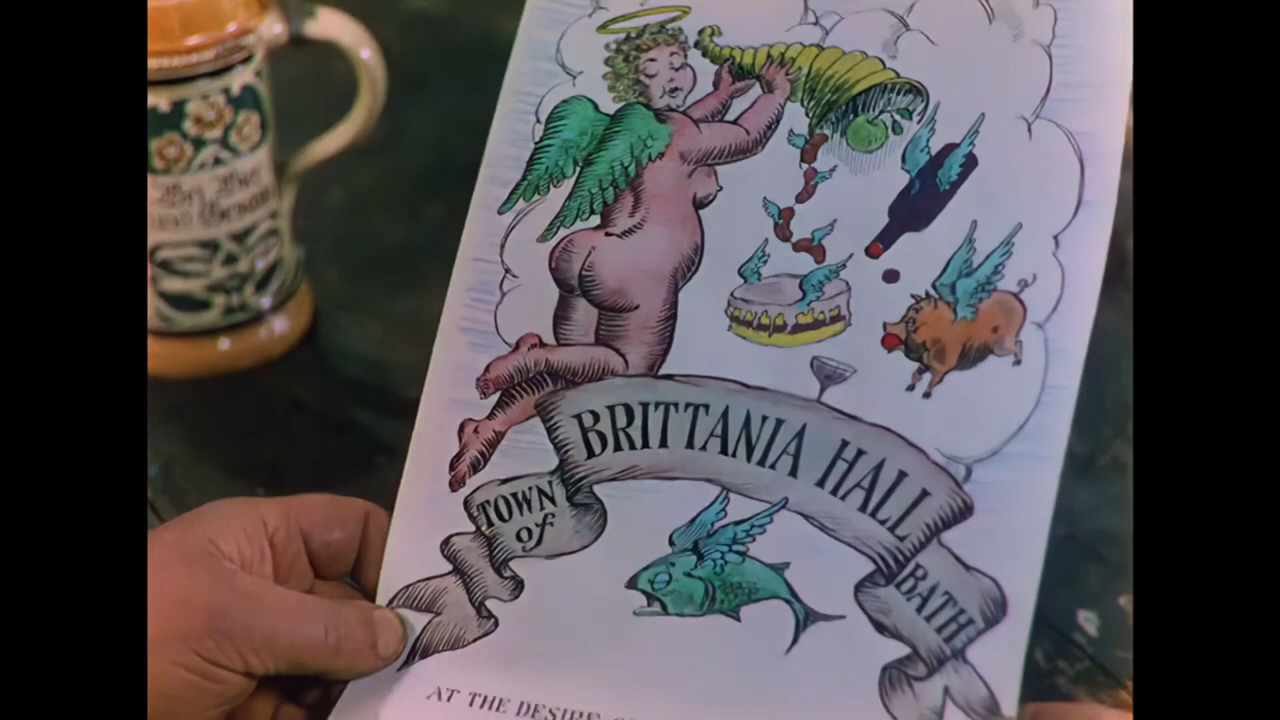 BRITTANIA HALL
TOWN
of
BATH
AT THE DESIRE